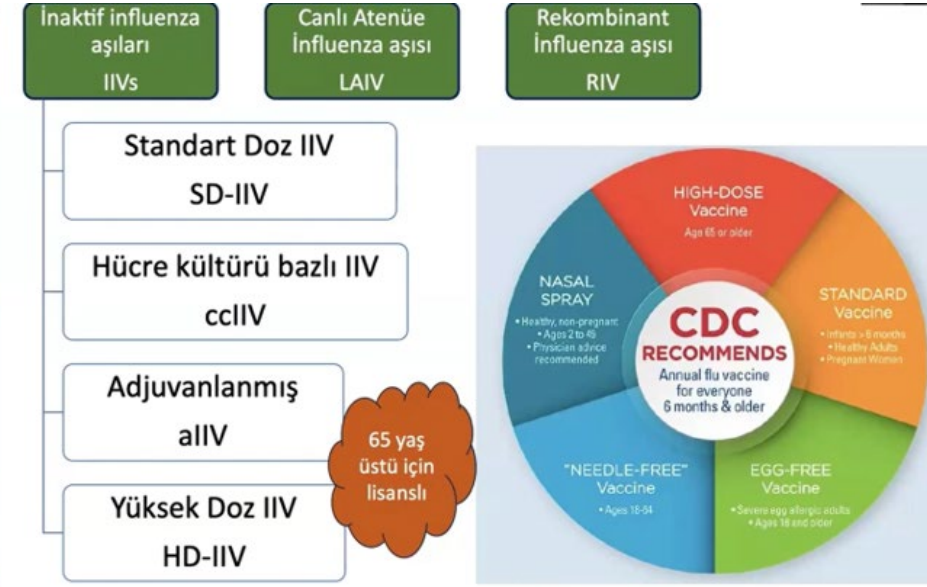 İnaktif influenza
aşıları
IIVs
Canlı Atenüe
İnfluenza aşısı
LAIV
Rekombinant
İnfluenza aşısı
RIV
Standart Doz IIV
SD-IIV
Hücre kültürü bazlı IIV
ccIIV
Adjuvanlanmış
aIIV
Yüksek Doz IIV
HD-IIV
65 yaş
üstü için
lisanslı
HIGH-DOSE
Vaccine
Age 65 or older
STANDARD
Vaccine
• Infants > 6 months
• Healthy Adults
• Pregnant Women
EGG-FREE
Vaccine
• Severe egg allergic adults
• Ages 18 and older
"NEEDLE-FREE"
Vaccine
• Ages 18-64
NASAL
SPRAY
• Healthy, non-pregnant
• Ages 2 to
• Physician advice
recommended
CDC
RECOMMENDS
Annual flu vaccine
for everyone
6 months & older